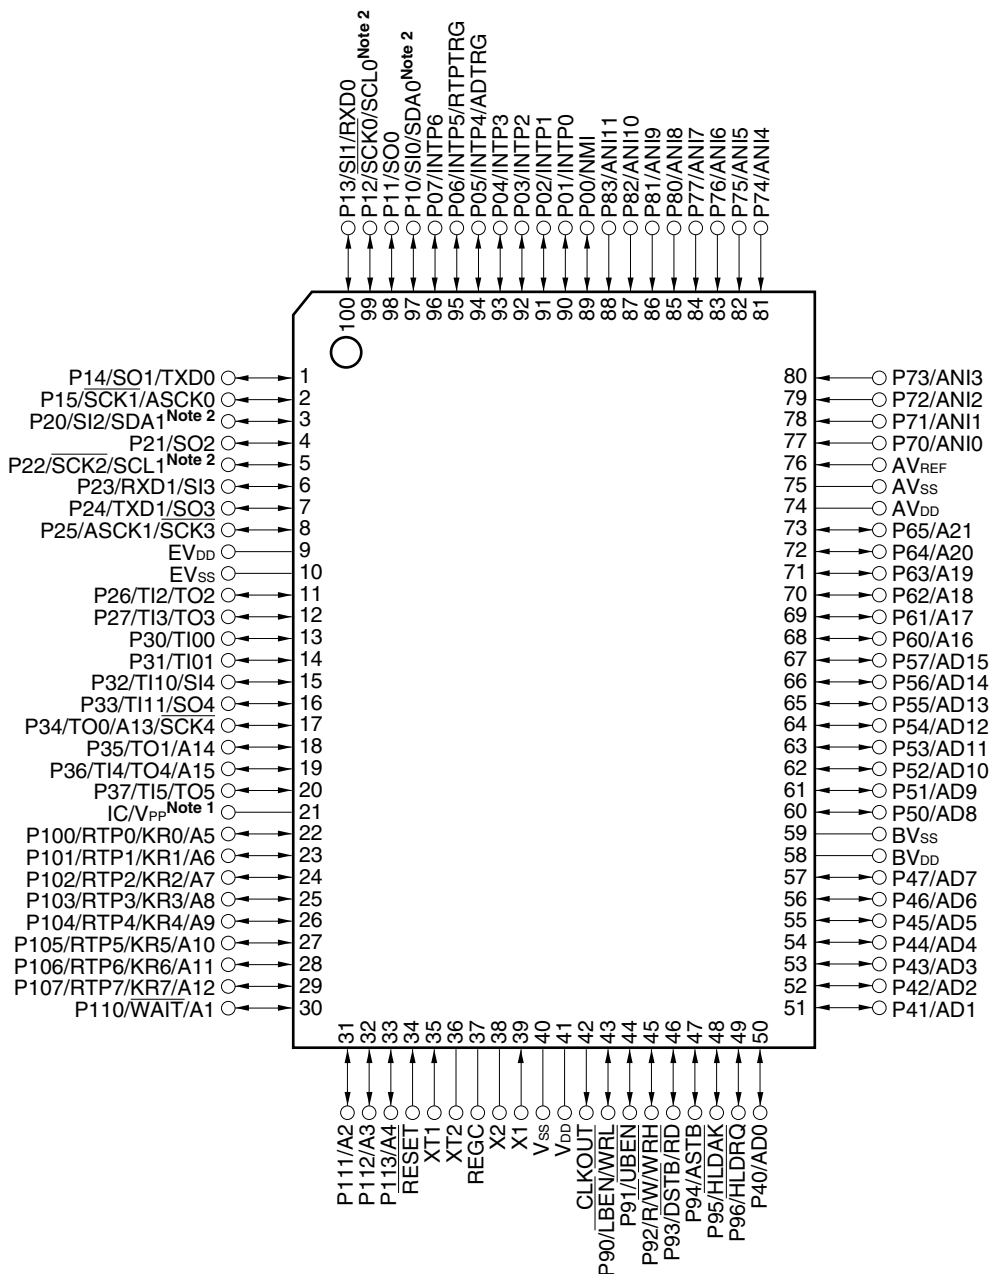 P13/SI1/RXD0
P12/SCK0/SCL0Note 2
P11/SO0
P10/SI0/SDA0Note 2
P07/INTP6
P06/INTP5/RTPTRG
P05/INTP4/ADTRG
P04/INTP3
P03/INTP2
P02/INTP1
P01/INTP0
P00/NMI
P83/ANI11
P82/ANI10
P81/ANI9
P80/ANI8
P77/ANI7
P76/ANI6
P75/ANI5
P74/ANI4
100 99 98 97 96 95 94 93 92 91 90 89 88 87 86 85 84 83 82 81
P14/SO1/TXD0 1
P15/SCK1/ASCK0 2
P20/SI2/SDA1Note 2 3
P21/SO2 4
P22/SCK2/SCL1Note 2 5
P23/RXD1/SI3 6
P24/TXD1/SO3 7
P25/ASCK1/SCK3 8
EVDD 9
EVSS 10
P26/TI2/TO2 11
P27/TI3/TO3 12
P30/TI00 13
P31/TI01 14
P32/TI10/SI4 15
P33/TI11/SO4 16
P34/TO0/A13/SCK4 17
P35/TO1/A14 18
P36/TI4/TO4/A15 19
P37/TI5/TO5 20
IC/VPPNote 1 21
P100/RTP0/KR0/A5 22
P101/RTP1/KR1/A6 23
P102/RTP2/KR2/A7 24
P103/RTP3/KR3/A8 25
P104/RTP4/KR4/A9 26
P105/RTP5/KR5/A10 27
P106/RTP6/KR6/A11 28
P107/RTP7/KR7/A12 29
P110/WAIT/A1 30
80 P73/ANI3
79 P72/ANI2
78 P71/ANI1
77 P70/ANI0
76 AVREF
75 AVSS
74 AVDD
73 P65/A21
72 P64/A20
71 P63/A19
70 P62/A18
69 P61/A17
68 P60/A16
67 P57/AD15
66 P56/AD14
65 P55/AD13
64 P54/AD12
63 P53/AD11
62 P52/AD10
61 P51/AD9
60 P50/AD8
59 BVSS
58 BVDD
57 P47/AD7
56 P46/AD6
55 P45/AD5
54 P44/AD4
53 P43/AD3
52 P42/AD2
51 P41/AD1
31 32 33 34 35 36 37 38 39 40 41 42 43 44 45 46 47 48 49 50
P111/A2
P112/A3
P113/A4
RESET
XT1
XT2
REGC
X2
X1
VSS
VDD
CLKOUT
P90/LBEN/WRL
P91/UBEN
P92/R/W/WRH
P93/DSTB/RD
P94/ASTB
P95/HLDAK
P96/HLDRQ
P40/AD0